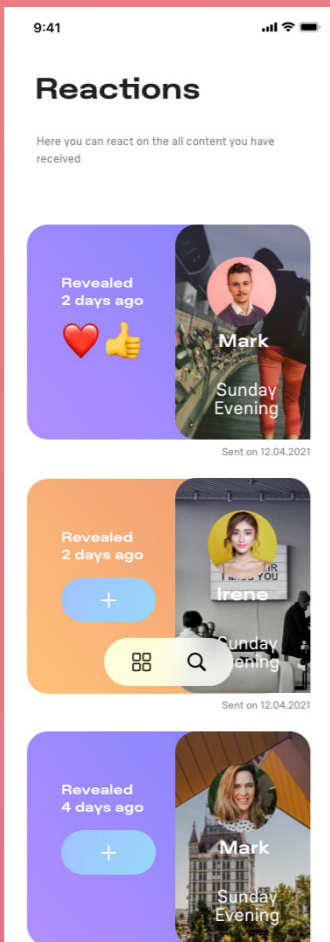 9:41
Reactions
Here you can react on the all content you have
received
Revealed
2 days ago
Mark
Sunday
Evening
Sent on 12.04.2021
Revealed
2 days ago
I MISS YOU
Irene
Sunday
Evening
Sent on 12.04.2021
Revealed
4 days ago
Mark
Sunday
Evening